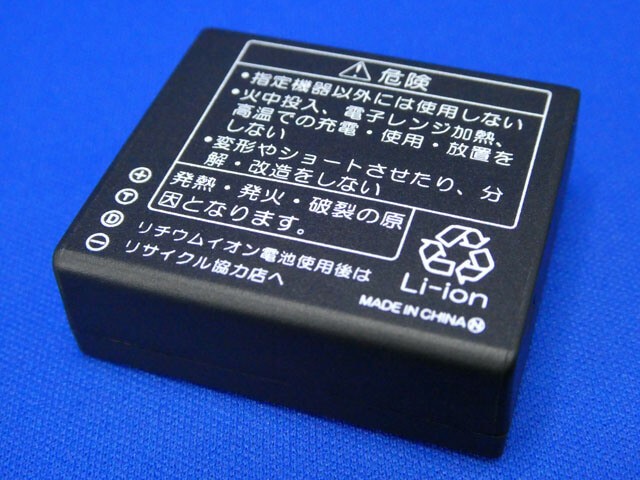 ⚠危険
•指定機器以外には使用しない
•火中投入、電子レンジ加熱、
高温での充電・使用・放置を
しない
•変形やショートさせたり、分
解・改造をしない
発熱・発火・破裂の原
因となります。
⊕
Ⓣ
Ⓓ
⊖
リチウムイオン電池使用後は
リサイクル協力店へ
Li-ion
MADE IN CHINA Ⓝ